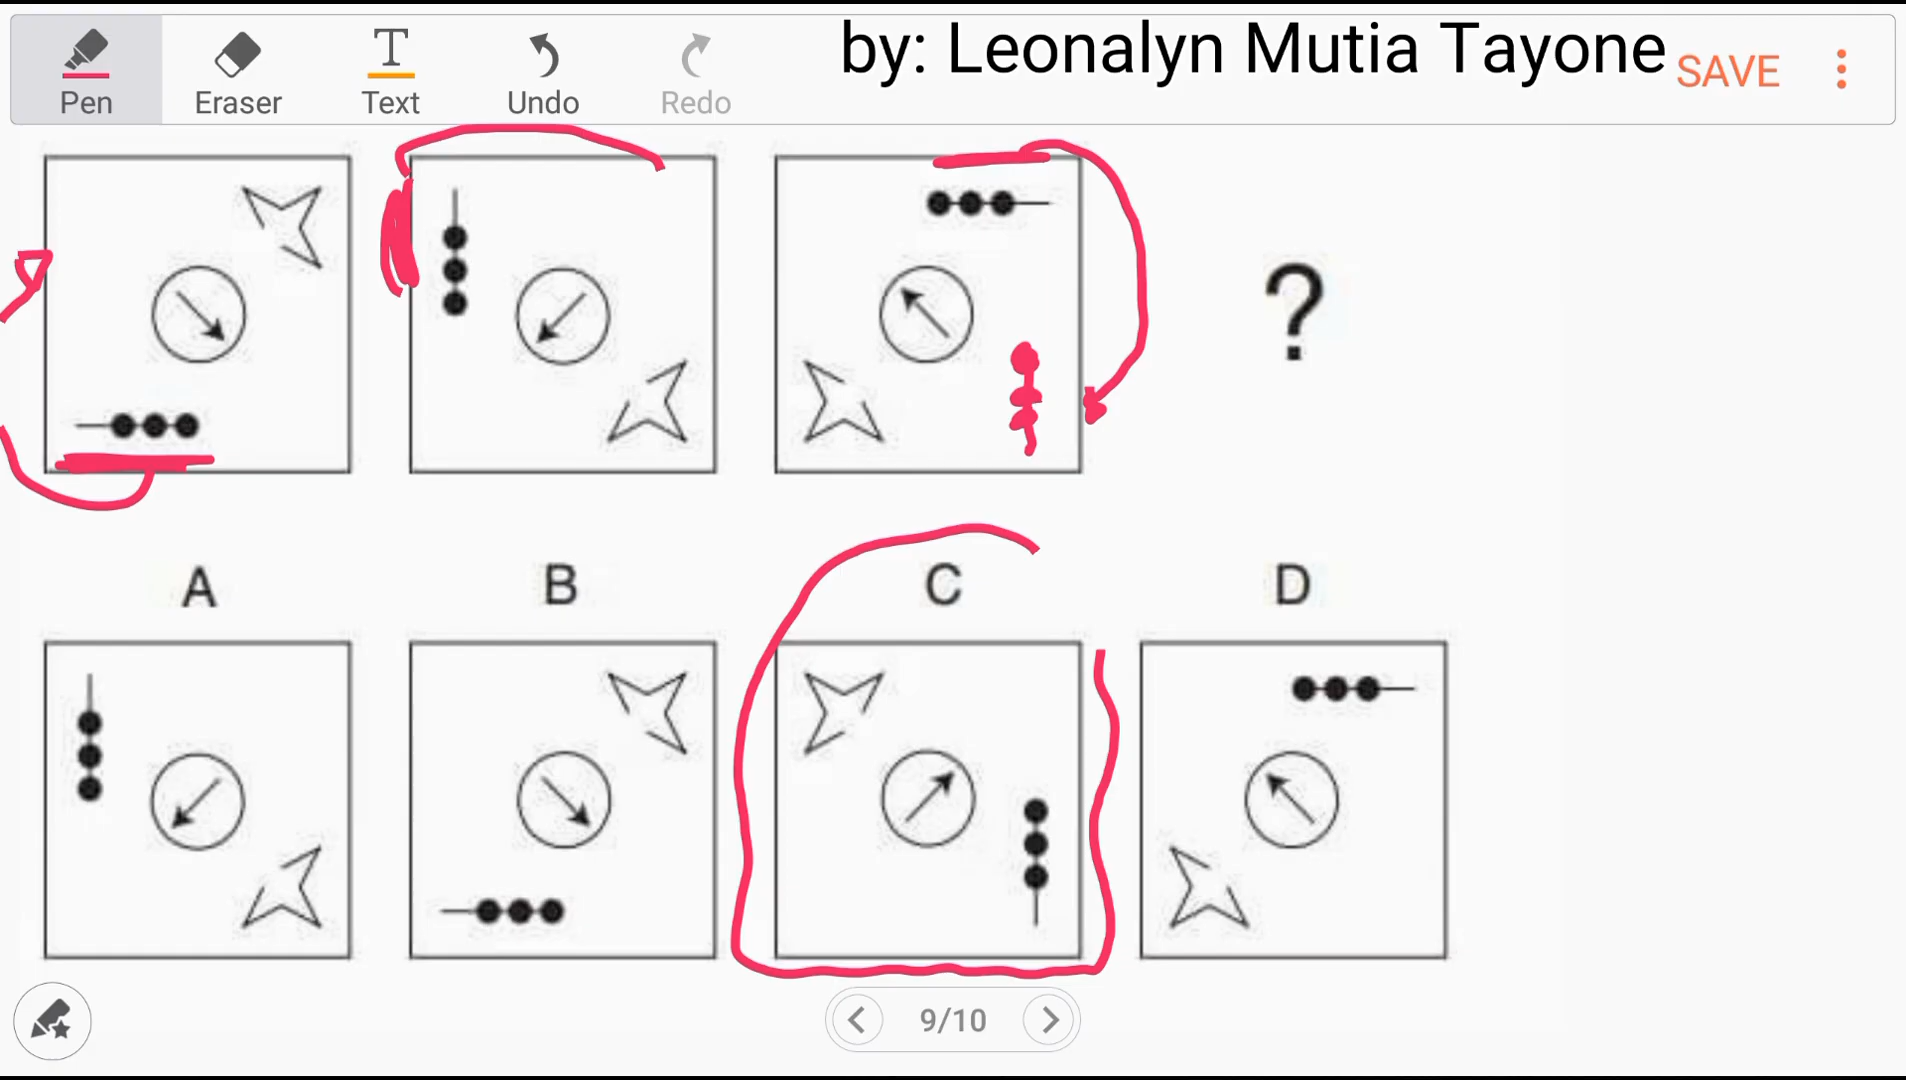 by: Leonalyn Mutia Tayone
SAVE
Pen
Eraser
T
Text
Undo
Redo
?
A
B
C
D
9/10